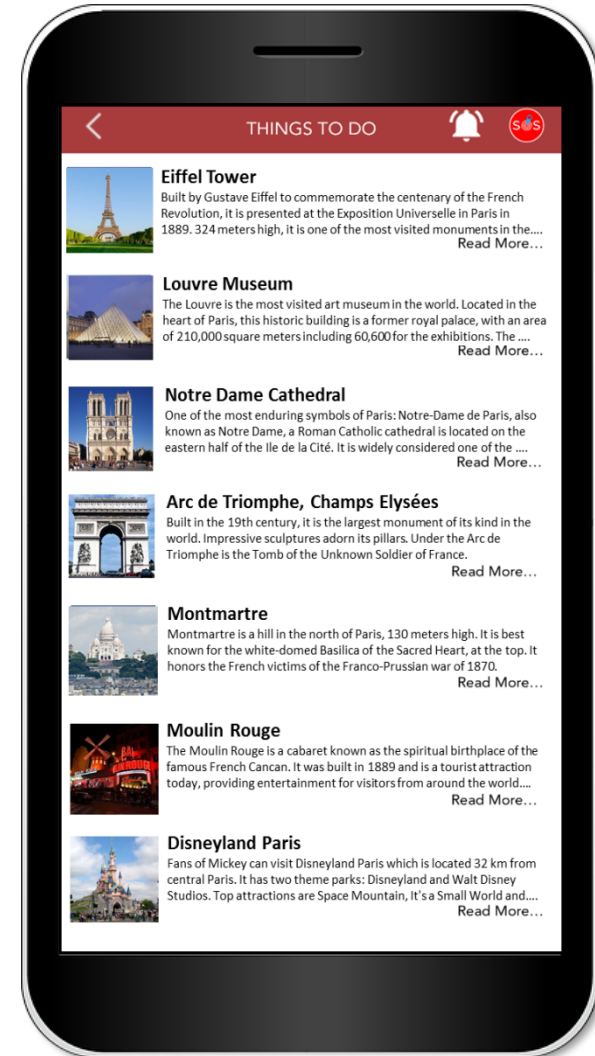 THINGS TO DO
SOS
Eiffel Tower
Built by Gustave Eiffel to commemorate the centenary of the French
Revolution, it is presented at the Exposition Universelle in Paris in
1889. 324 meters high, it is one of the most visited monuments in the....
Read More...
Louvre Museum
The Louvre is the most visited art museum in the world. Located in the
heart of Paris, this historic building is a former royal palace, with an area
of 210,000 square meters including 60,600 for the exhibitions. The ....
Read More...
Notre Dame Cathedral
One of the most enduring symbols of Paris: Notre-Dame de Paris, also
known as Notre Dame, a Roman Catholic cathedral is located on the
eastern half of the Ile de la Cité. It is widely considered one of the ....
Read More...
Arc de Triomphe, Champs Elysées
Built in the 19th century, it is the largest monument of its kind in the
world. Impressive sculptures adorn its pillars. Under the Arc de
Triomphe is the Tomb of the Unknown Soldier of France.
Read More...
Montmartre
Montmartre is a hill in the north of Paris, 130 meters high. It is best
known for the white-domed Basilica of the Sacred Heart, at the top. It
honors the French victims of the Franco-Prussian war of 1870.
Read More...
Moulin Rouge
The Moulin Rouge is a cabaret known as the spiritual birthplace of the
famous French Cancan. It was built in 1889 and is a tourist attraction
today, providing entertainment for visitors from around the world....
Read More...
Disneyland Paris
Fans of Mickey can visit Disneyland Paris which is located 32 km from
central Paris. It has two theme parks: Disneyland and Walt Disney
Studios. Top attractions are Space Mountain, It's a Small World and....
Read More...